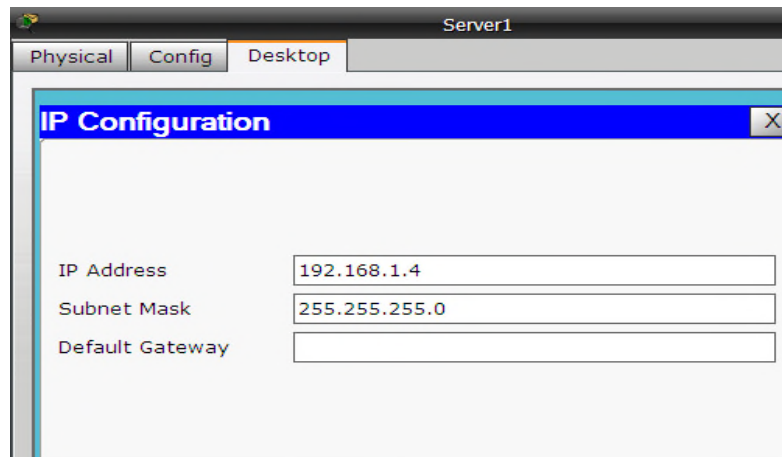 Server1
Physical Config Desktop
IP Configuration X
IP Address 192.168.1.4
Subnet Mask 255.255.255.0
Default Gateway